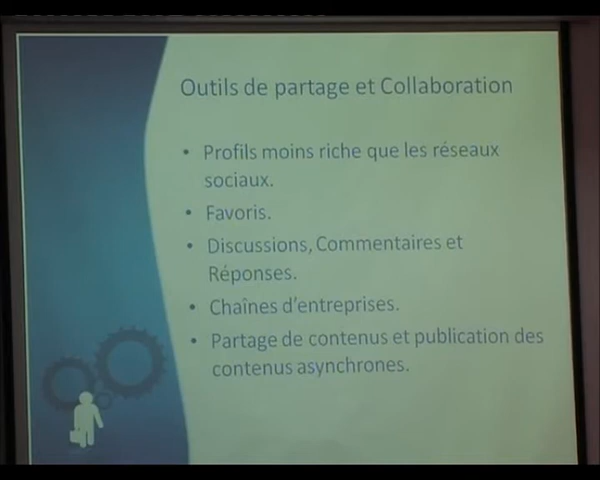 Outils de partage et Collaboration
• Profils moins riche que les réseaux
sociaux.
• Favoris.
• Discussions, Commentaires et
Réponses.
• Chaînes d'entreprises.
• Partage de contenus et publication des
contenus asynchrones.